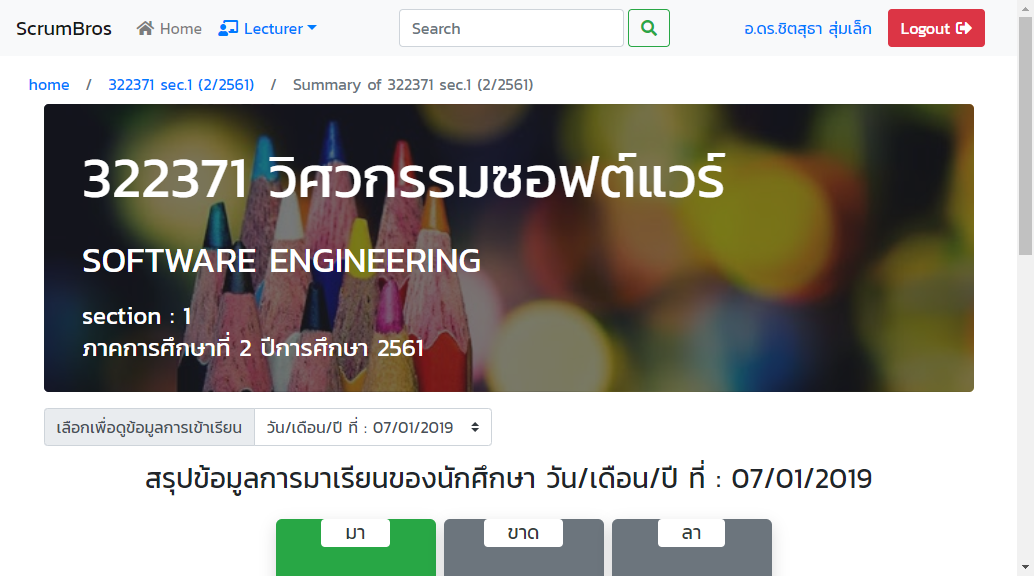 ScrumBros Home Lecturer Search อ.ดร.ชิตสุธา สุ่มเล็ก Logout
home / 322371 sec.1 (2/2561) / Summary of 322371 sec.1 (2/2561)
322371 วิศวกรรมซอฟต์แวร์
SOFTWARE ENGINEERING
section : 1
ภาคการศึกษาที่ 2 ปีการศึกษา 2561
เลือกเพื่อดูข้อมูลการเข้าเรียน วัน/เดือน/ปี ที่ : 07/01/2019
สรุปข้อมูลการมาเรียนของนักศึกษา วัน/เดือน/ปี ที่ : 07/01/2019
มา ขาด ลา